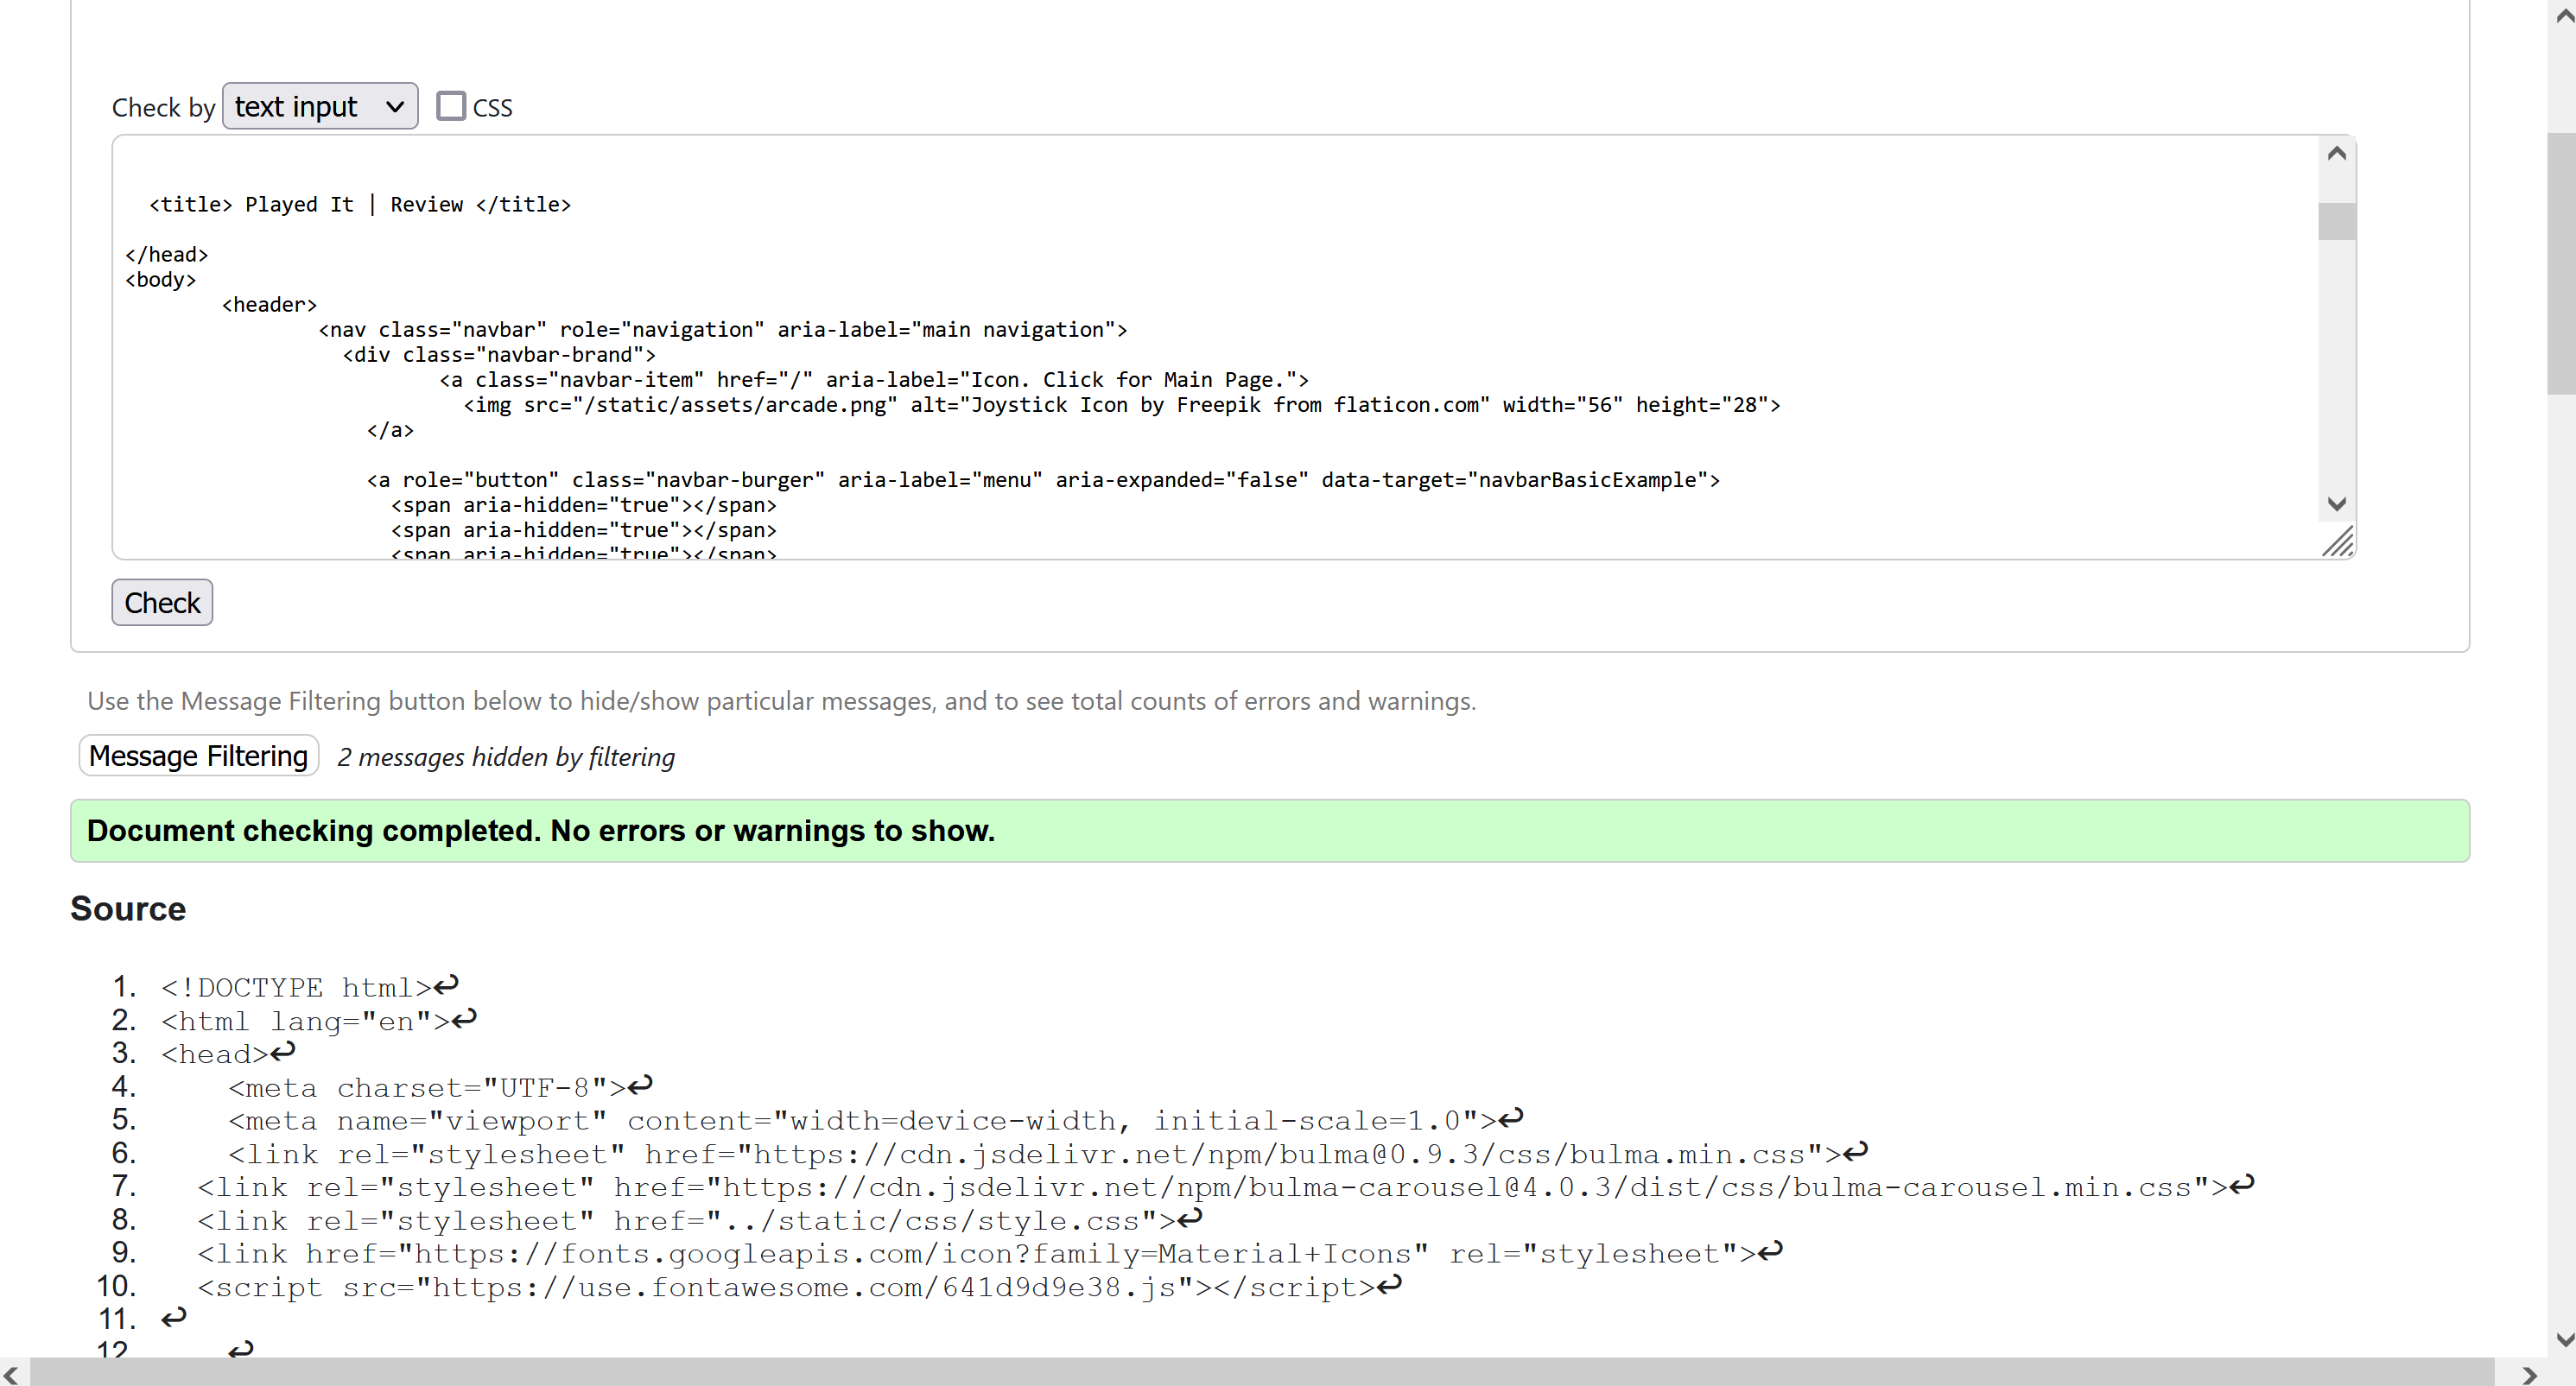 Check by text input CSS
<title> Played It | Review </title>
</head>
<body>
<header>
<nav class="navbar" role="navigation" aria-label="main navigation">
<div class="navbar-brand">
<a class="navbar-item" href="/" aria-label="Icon. Click for Main Page.">
<img src="/static/assets/arcade.png" alt="Joystick Icon by Freepik from flaticon.com" width="56" height="28">
</a>
<a role="button" class="navbar-burger" aria-label="menu" aria-expanded="false" data-target="navbarBasicExample">
<span aria-hidden="true"></span>
<span aria-hidden="true"></span>
<span aria-hidden="true"></span>
Check
Use the Message Filtering button below to hide/show particular messages, and to see total counts of errors and warnings.
Message Filtering 2 messages hidden by filtering
Document checking completed. No errors or warnings to show.
Source
1. <!DOCTYPE html>↩
2. <html lang="en">↩
3. <head>↩
4. <meta charset="UTF-8">↩
5. <meta name="viewport" content="width=device-width, initial-scale=1.0">↩
6. <link rel="stylesheet" href="https://cdn.jsdelivr.net/npm/bulma@0.9.3/css/bulma.min.css">↩
7. <link rel="stylesheet" href="https://cdn.jsdelivr.net/npm/bulma-carousel@4.0.3/dist/css/bulma-carousel.min.css">↩
8. <link rel="stylesheet" href="../static/css/style.css">↩
9. <link href="https://fonts.googleapis.com/icon?family=Material+Icons" rel="stylesheet">↩
10. <script src="https://use.fontawesome.com/641d9d9e38.js"></script>↩
11. ↩
12. ↩